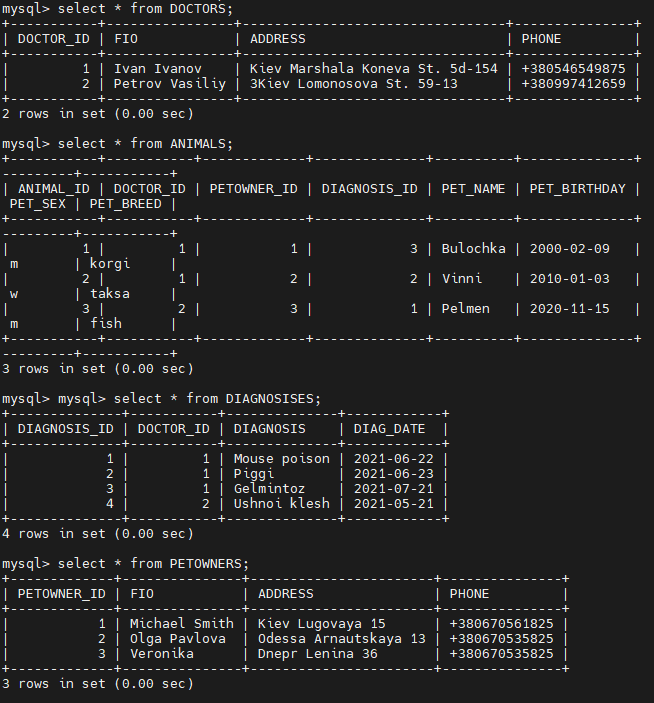 mysql> select * from DOCTORS;
+-----------+----------------+---------------------------------+---------------+
| DOCTOR_ID | FIO            | ADDRESS                         | PHONE         |
+-----------+----------------+---------------------------------+---------------+
|         1 | Ivan Ivanov    | Kiev Marshala Koneva St. 5d-154 | +380546549875 |
|         2 | Petrov Vasiliy | 3Kiev Lomonosova St. 59-13      | +380997412659 |
+-----------+----------------+---------------------------------+---------------+
2 rows in set (0.00 sec)
mysql> select * from ANIMALS;
+-----------+-----------+-------------+--------------+----------+--------------+
---------+-----------+
| ANIMAL_ID | DOCTOR_ID | PETOWNER_ID | DIAGNOSIS_ID | PET_NAME | PET_BIRTHDAY |
 PET_SEX | PET_BREED |
+-----------+-----------+-------------+--------------+----------+--------------+
---------+-----------+
|         1 |         1 |           1 |            3 | Bulochka | 2000-02-09   |
 m       | korgi     |
|         2 |         1 |           2 |            2 | Vinni    | 2010-01-03   |
 w       | taksa     |
|         3 |         2 |           3 |            1 | Pelmen   | 2020-11-15   |
 m       | fish      |
+-----------+-----------+-------------+--------------+----------+--------------+
---------+-----------+
3 rows in set (0.00 sec)
mysql> mysql> select * from DIAGNOSISES;
+--------------+-----------+--------------+------------+
| DIAGNOSIS_ID | DOCTOR_ID | DIAGNOSIS    | DIAG_DATE  |
+--------------+-----------+--------------+------------+
|            1 |         1 | Mouse poison | 2021-06-22 |
|            2 |         1 | Piggi        | 2021-06-23 |
|            3 |         1 | Gelmintoz    | 2021-07-21 |
|            4 |         2 | Ushnoi klesh | 2021-05-21 |
+--------------+-----------+--------------+------------+
4 rows in set (0.00 sec)
mysql> select * from PETOWNERS;
+-------------+---------------+----------------------+---------------+
| PETOWNER_ID | FIO           | ADDRESS              | PHONE         |
+-------------+---------------+----------------------+---------------+
|           1 | Michael Smith | Kiev Lugovaya 15     | +380670561825 |
|           2 | Olga Pavlova  | Odessa Arnautskaya 13 | +380670535825 |
|           3 | Veronika      | Dnepr Lenina 36      | +380670535825 |
+-------------+---------------+----------------------+---------------+
3 rows in set (0.00 sec)